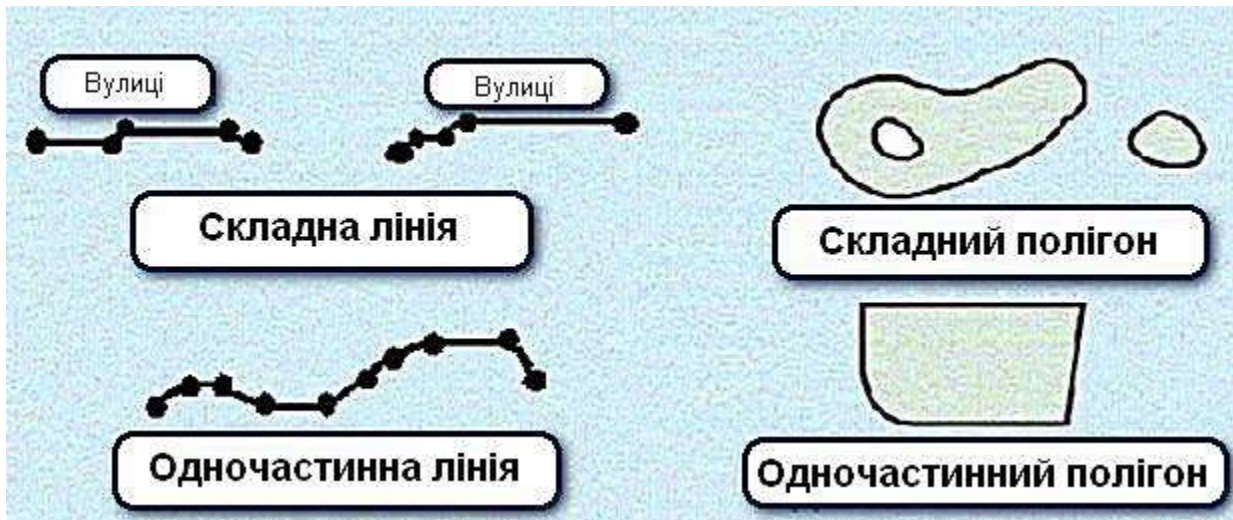 Вулиці
Вулиці
Складна лінія
Складний полігон
Одночастинна лінія
Одночастинний полігон